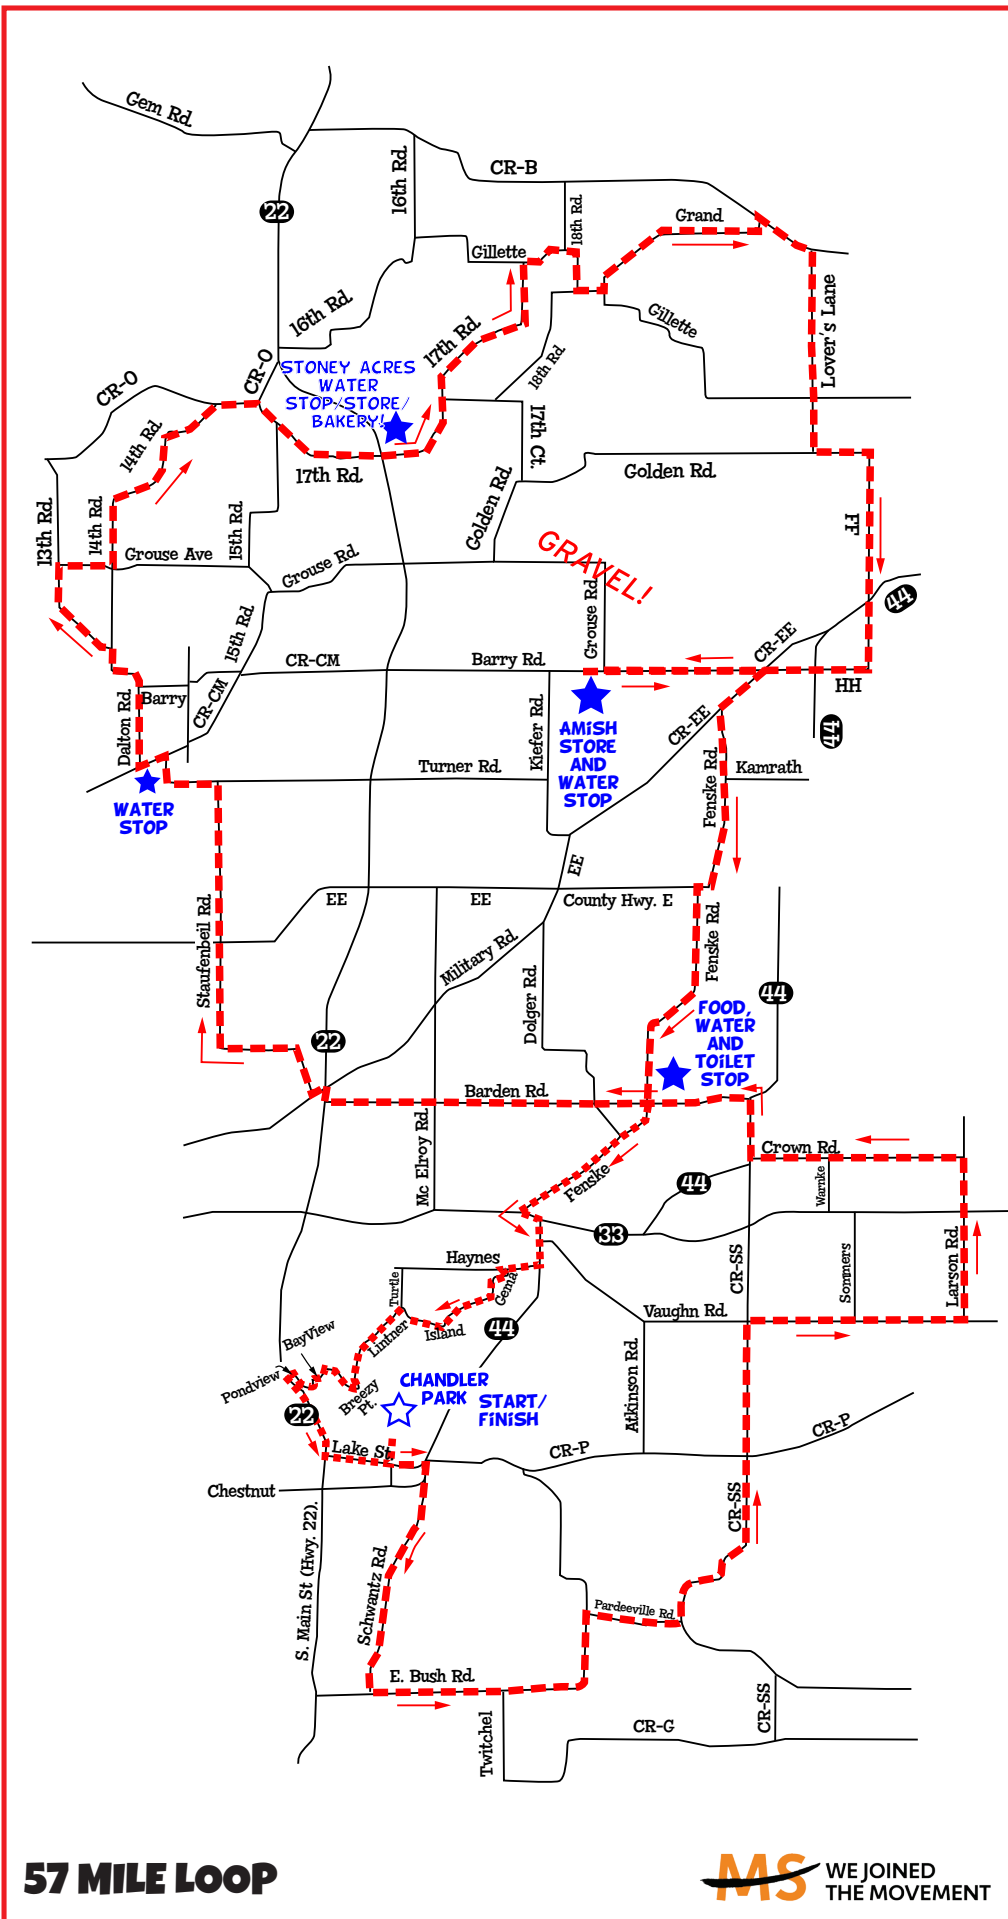 Gem Rd.
16th Rd.
CR-B
22
18th Rd.
Grand
Gillette
16th Rd.
17th Rd.
Gillette
Lover's Lane
CR-O
CR-O
STONEY ACRES
WATER
STOP/STORE/
BAKERY!
18th Rd.
14th Rd.
17th Ct.
17th Rd.
Golden Rd.
Golden Rd.
13th Rd.
14th Rd.
15th Rd.
FF
Grouse Ave
Grouse Rd.
GRAVEL!
Grouse Rd.
44
15th Rd.
CR-EE
CR-CM
Barry Rd.
HH
Barry
CR-CM
Dalton Rd.
Kiefer Rd.
CR-EE
44
AMISH
STORE
AND
WATER
STOP
Fenske Rd.
Kamrath
Turner Rd.
WATER
STOP
EE
EE
EE
County Hwy. E
Staufenbeil Rd.
Military Rd.
Dolger Rd.
Fenske Rd.
44
FOOD,
WATER
AND
TOILET
STOP
22
Barden Rd.
Mc Elroy Rd.
Crown Rd.
Fenske
44
Warnke
33
Haynes
Turtle
Gema
CR-SS
Sommers
Larson Rd.
Vaughn Rd.
Island
Lintner
44
BayView
Pondview
Breezy
Pt.
CHANDLER
PARK
START/
FINISH
Atkinson Rd.
22
Lake St.
CR-P
CR-P
Chestnut
CR-SS
S. Main St (Hwy. 22).
Schwantz Rd.
Pardeeville Rd.
E. Bush Rd.
Twitchel
CR-G
CR-SS
57 MILE LOOP
MS WE JOINED
THE MOVEMENT